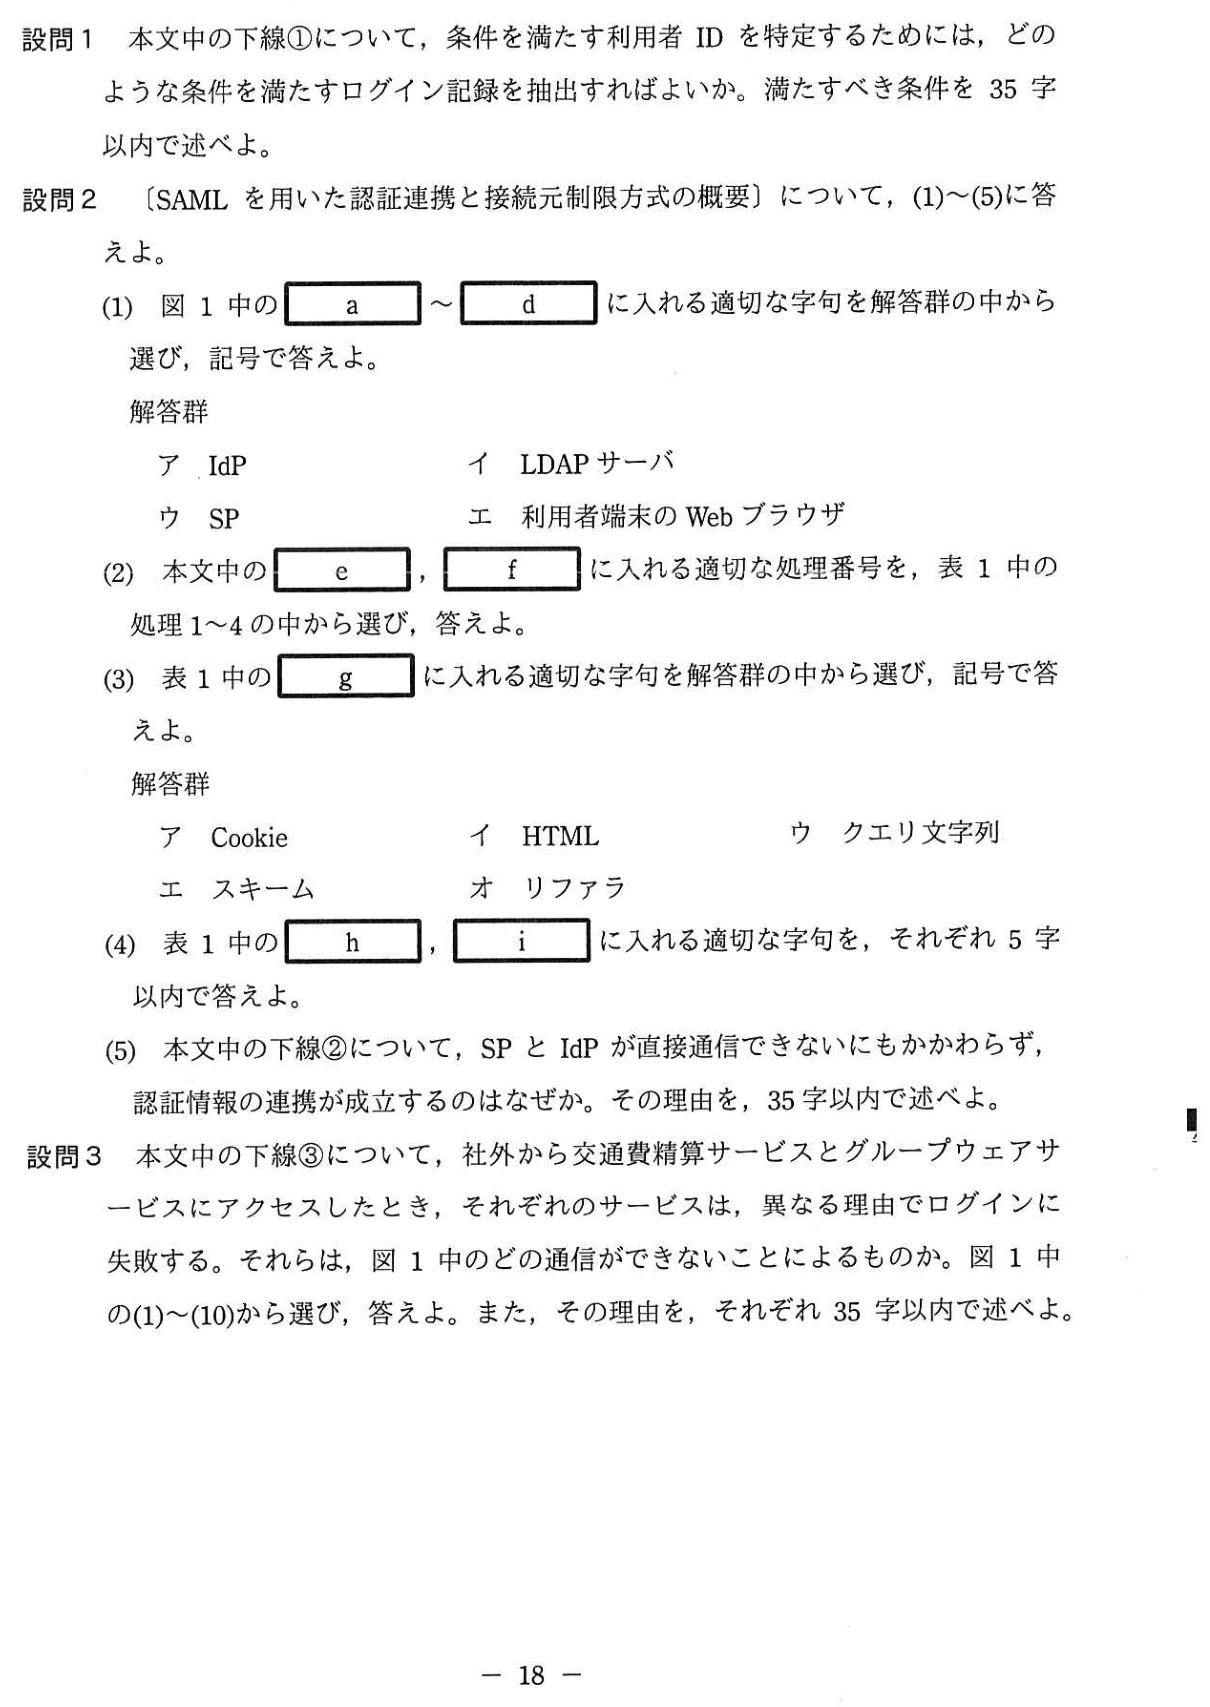 設問1　本文中の下線①について，条件を満たす利用者 ID を特定するためには，どの
ような条件を満たすログイン記録を抽出すればよいか。満たすべき条件を 35 字
以内で述べよ。
設問2　〔SAML を用いた認証連携と接続元制限方式の概要〕について，(1)～(5)に答
えよ。
(1)　図 1 中の a ～ d に入れる適切な字句を解答群の中から
選び，記号で答えよ。
解答群
ア　IdP　イ　LDAP サーバ
ウ　SP　エ　利用者端末の Web ブラウザ
(2)　本文中の e ， f に入れる適切な処理番号を，表 1 中の
処理 1～4 の中から選び，答えよ。
(3)　表 1 中の g に入れる適切な字句を解答群の中から選び，記号で答
えよ。
解答群
ア　Cookie　イ　HTML　ウ　クエリ文字列
エ　スキーム　オ　リファラ
(4)　表 1 中の h ， i に入れる適切な字句を，それぞれ 5 字
以内で答えよ。
(5)　本文中の下線②について，SP と IdP が直接通信できないにもかかわらず，
認証情報の連携が成立するのはなぜか。その理由を，35 字以内で述べよ。
設問3　本文中の下線③について，社外から交通費精算サービスとグループウェアサ
ービスにアクセスしたとき，それぞれのサービスは，異なる理由でログインに
失敗する。それらは，図 1 中のどの通信ができないことによるものか。図 1 中
の(1)～(10)から選び，答えよ。また，その理由を，それぞれ 35 字以内で述べよ。
－ 18 －